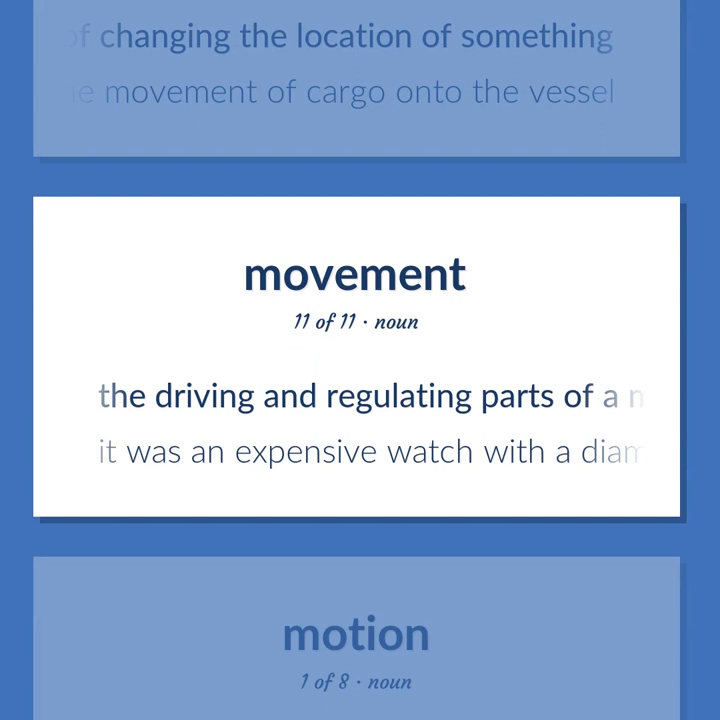 of changing the location of something
movement of cargo onto the vessel
movement
11 of 11 · noun
the driving and regulating parts of a
it was an expensive watch with a
motion
1 of 8 · noun